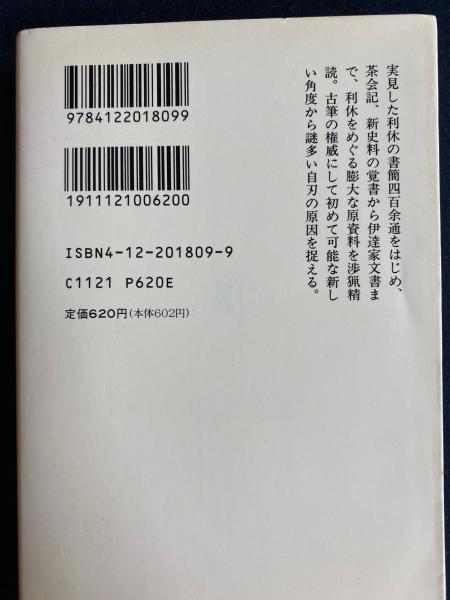 実見した利休の書簡四百余通をはじめ、
茶会記、新史料の覚書から伊達家文書ま
で、利休をめぐる膨大な原資料を渉猟精
読。古筆の権威にして初めて可能な新し
い角度から謎多い自刃の原因を捉える。
9784122018099
1911121006200
ISBN4-12-201809-9
C1121 P620E
定価620円(本体602円)